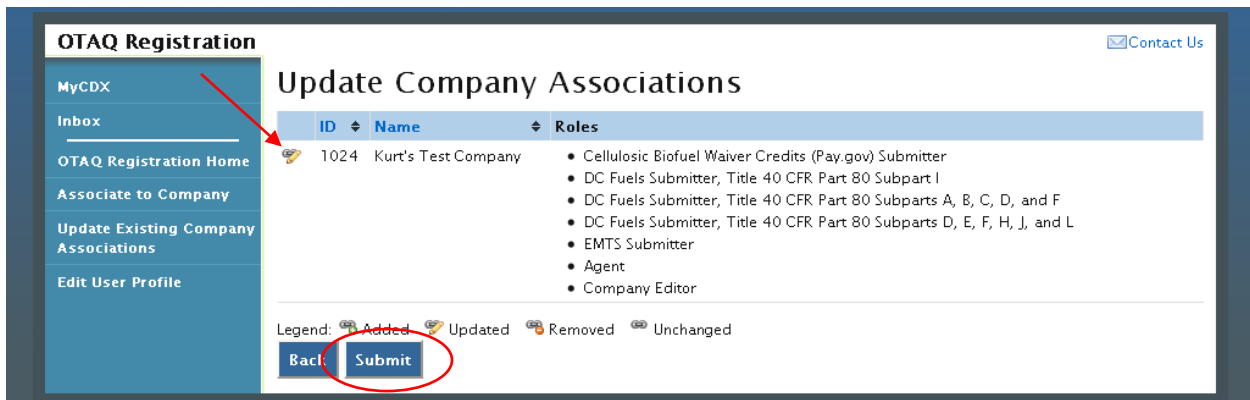 OTAQ Registration
Contact Us
MyCDX
Inbox
OTAQ Registration Home
Associate to Company
Update Existing Company
Associations
Edit User Profile
Update Company Associations
ID Name Roles
1024 Kurt's Test Company
• Cellulosic Biofuel Waiver Credits (Pay.gov) Submitter
• DC Fuels Submitter, Title 40 CFR Part 80 Subpart I
• DC Fuels Submitter, Title 40 CFR Part 80 Subparts A, B, C, D, and F
• DC Fuels Submitter, Title 40 CFR Part 80 Subparts D, E, F, H, J, and L
• EMTS Submitter
• Agent
• Company Editor
Legend: Added Updated Removed Unchanged
Back Submit